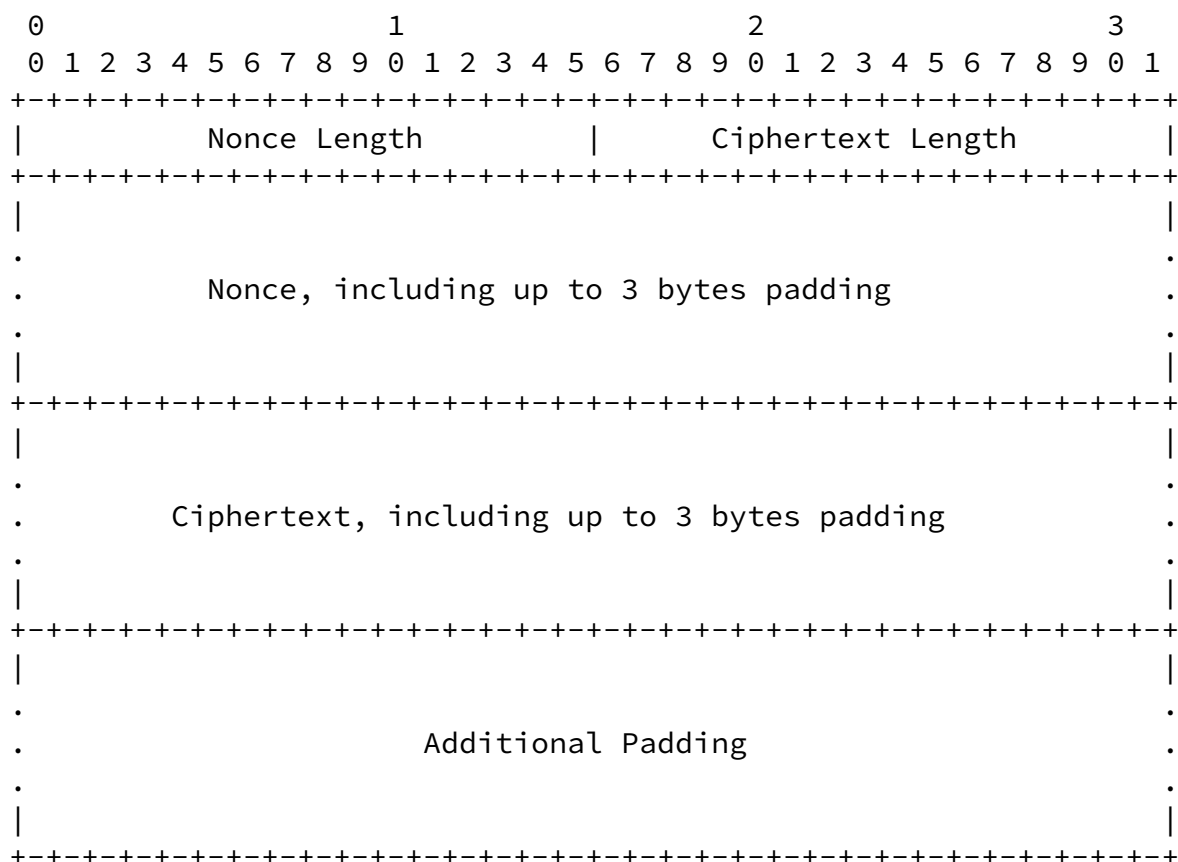 0                   1                   2                   3
 0 1 2 3 4 5 6 7 8 9 0 1 2 3 4 5 6 7 8 9 0 1 2 3 4 5 6 7 8 9 0 1
+-+-+-+-+-+-+-+-+-+-+-+-+-+-+-+-+-+-+-+-+-+-+-+-+-+-+-+-+-+-+-+-+
|          Nonce Length         |      Ciphertext Length        |
+-+-+-+-+-+-+-+-+-+-+-+-+-+-+-+-+-+-+-+-+-+-+-+-+-+-+-+-+-+-+-+-+
|                                                               |
.                                                               .
.          Nonce, including up to 3 bytes padding               .
.                                                               .
|                                                               |
+-+-+-+-+-+-+-+-+-+-+-+-+-+-+-+-+-+-+-+-+-+-+-+-+-+-+-+-+-+-+-+-+
|                                                               |
.                                                               .
.        Ciphertext, including up to 3 bytes padding            .
.                                                               .
|                                                               |
+-+-+-+-+-+-+-+-+-+-+-+-+-+-+-+-+-+-+-+-+-+-+-+-+-+-+-+-+-+-+-+-+
|                                                               |
.                                                               .
.                      Additional Padding                       .
.                                                               .
|                                                               |
+-+-+-+-+-+-+-+-+-+-+-+-+-+-+-+-+-+-+-+-+-+-+-+-+-+-+-+-+-+-+-+-+